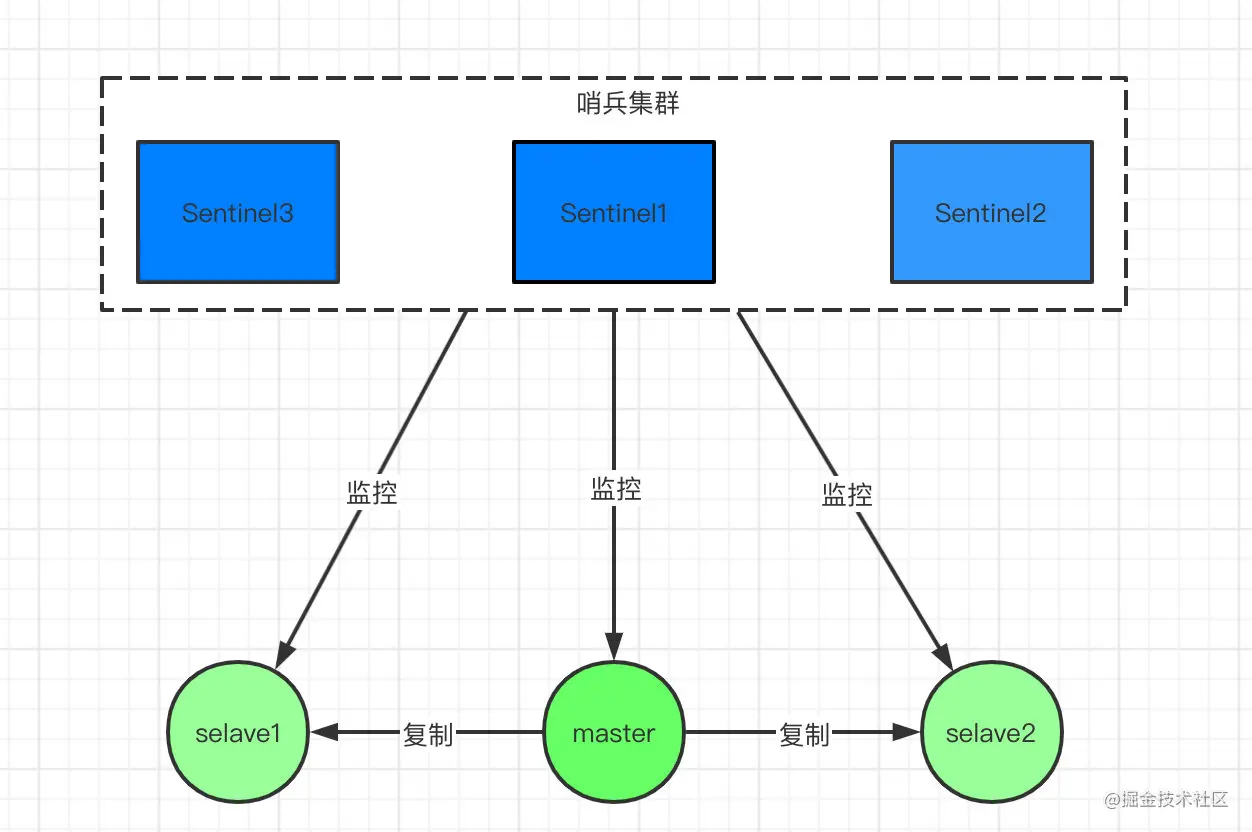 哨兵集群
Sentinel3
Sentinel1
Sentinel2
监控
监控
监控
selave1
复制
master
复制
selave2
@掘金技术社区